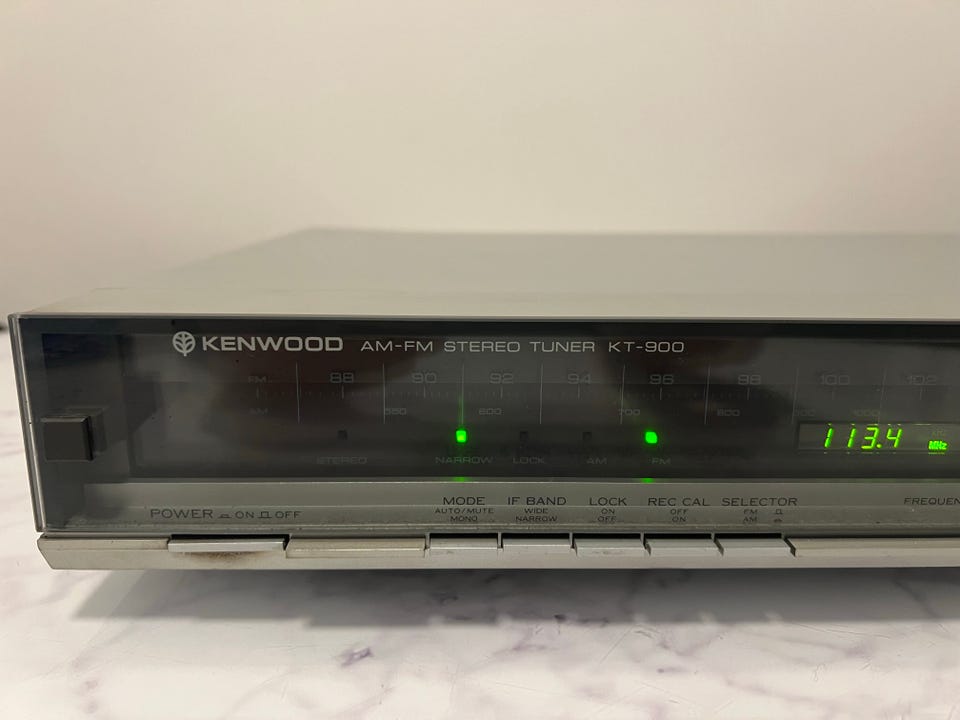 KENWOOD AM-FM STEREO TUNER KT-900
FM 88 90 92 94 96 98 100 102
AM 550 600 700 800 1000
113.4 MHz
STEREO NARROW LOCK AM FM
POWER ON OFF
MODE
AUTO/MUTE
MONO
IF BAND
WIDE
NARROW
LOCK
ON
OFF
REC CAL
OFF
ON
SELECTOR
FM
AM
FREQUEN